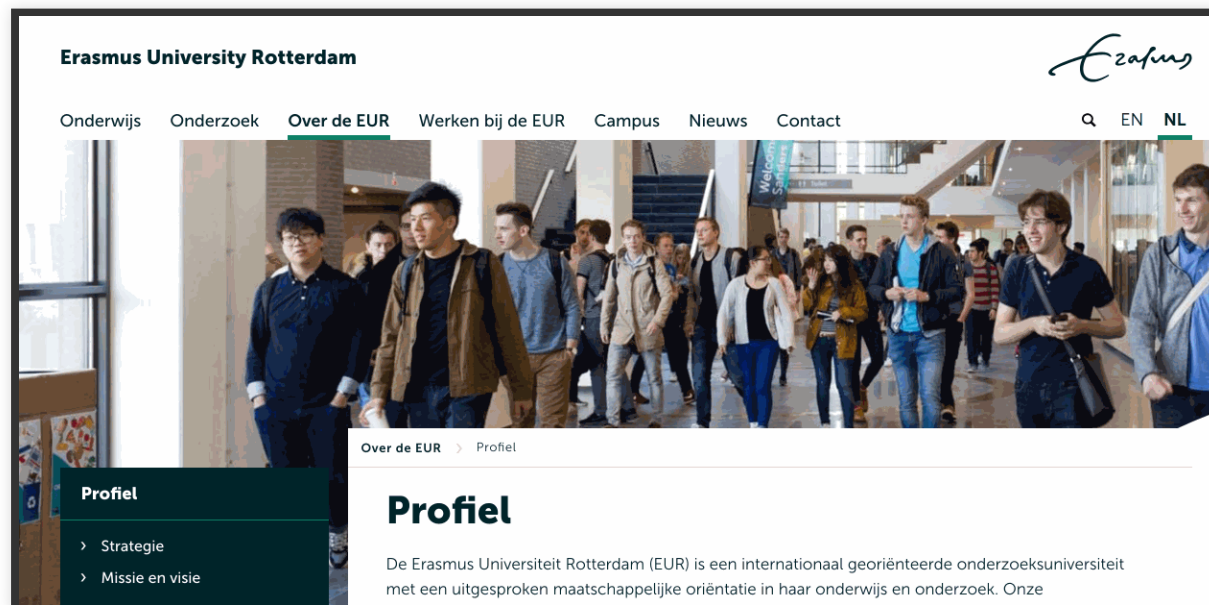 Erasmus University Rotterdam
Erasmus
Onderwijs Onderzoek Over de EUR Werken bij de EUR Campus Nieuws Contact EN NL
Welcome
Sanders
Toilet
Over de EUR > Profiel
Profiel
> Strategie
> Missie en visie
Profiel
De Erasmus Universiteit Rotterdam (EUR) is een internationaal georiënteerde onderzoeksuniversiteit
met een uitgesproken maatschappelijke oriëntatie in haar onderwijs en onderzoek. Onze